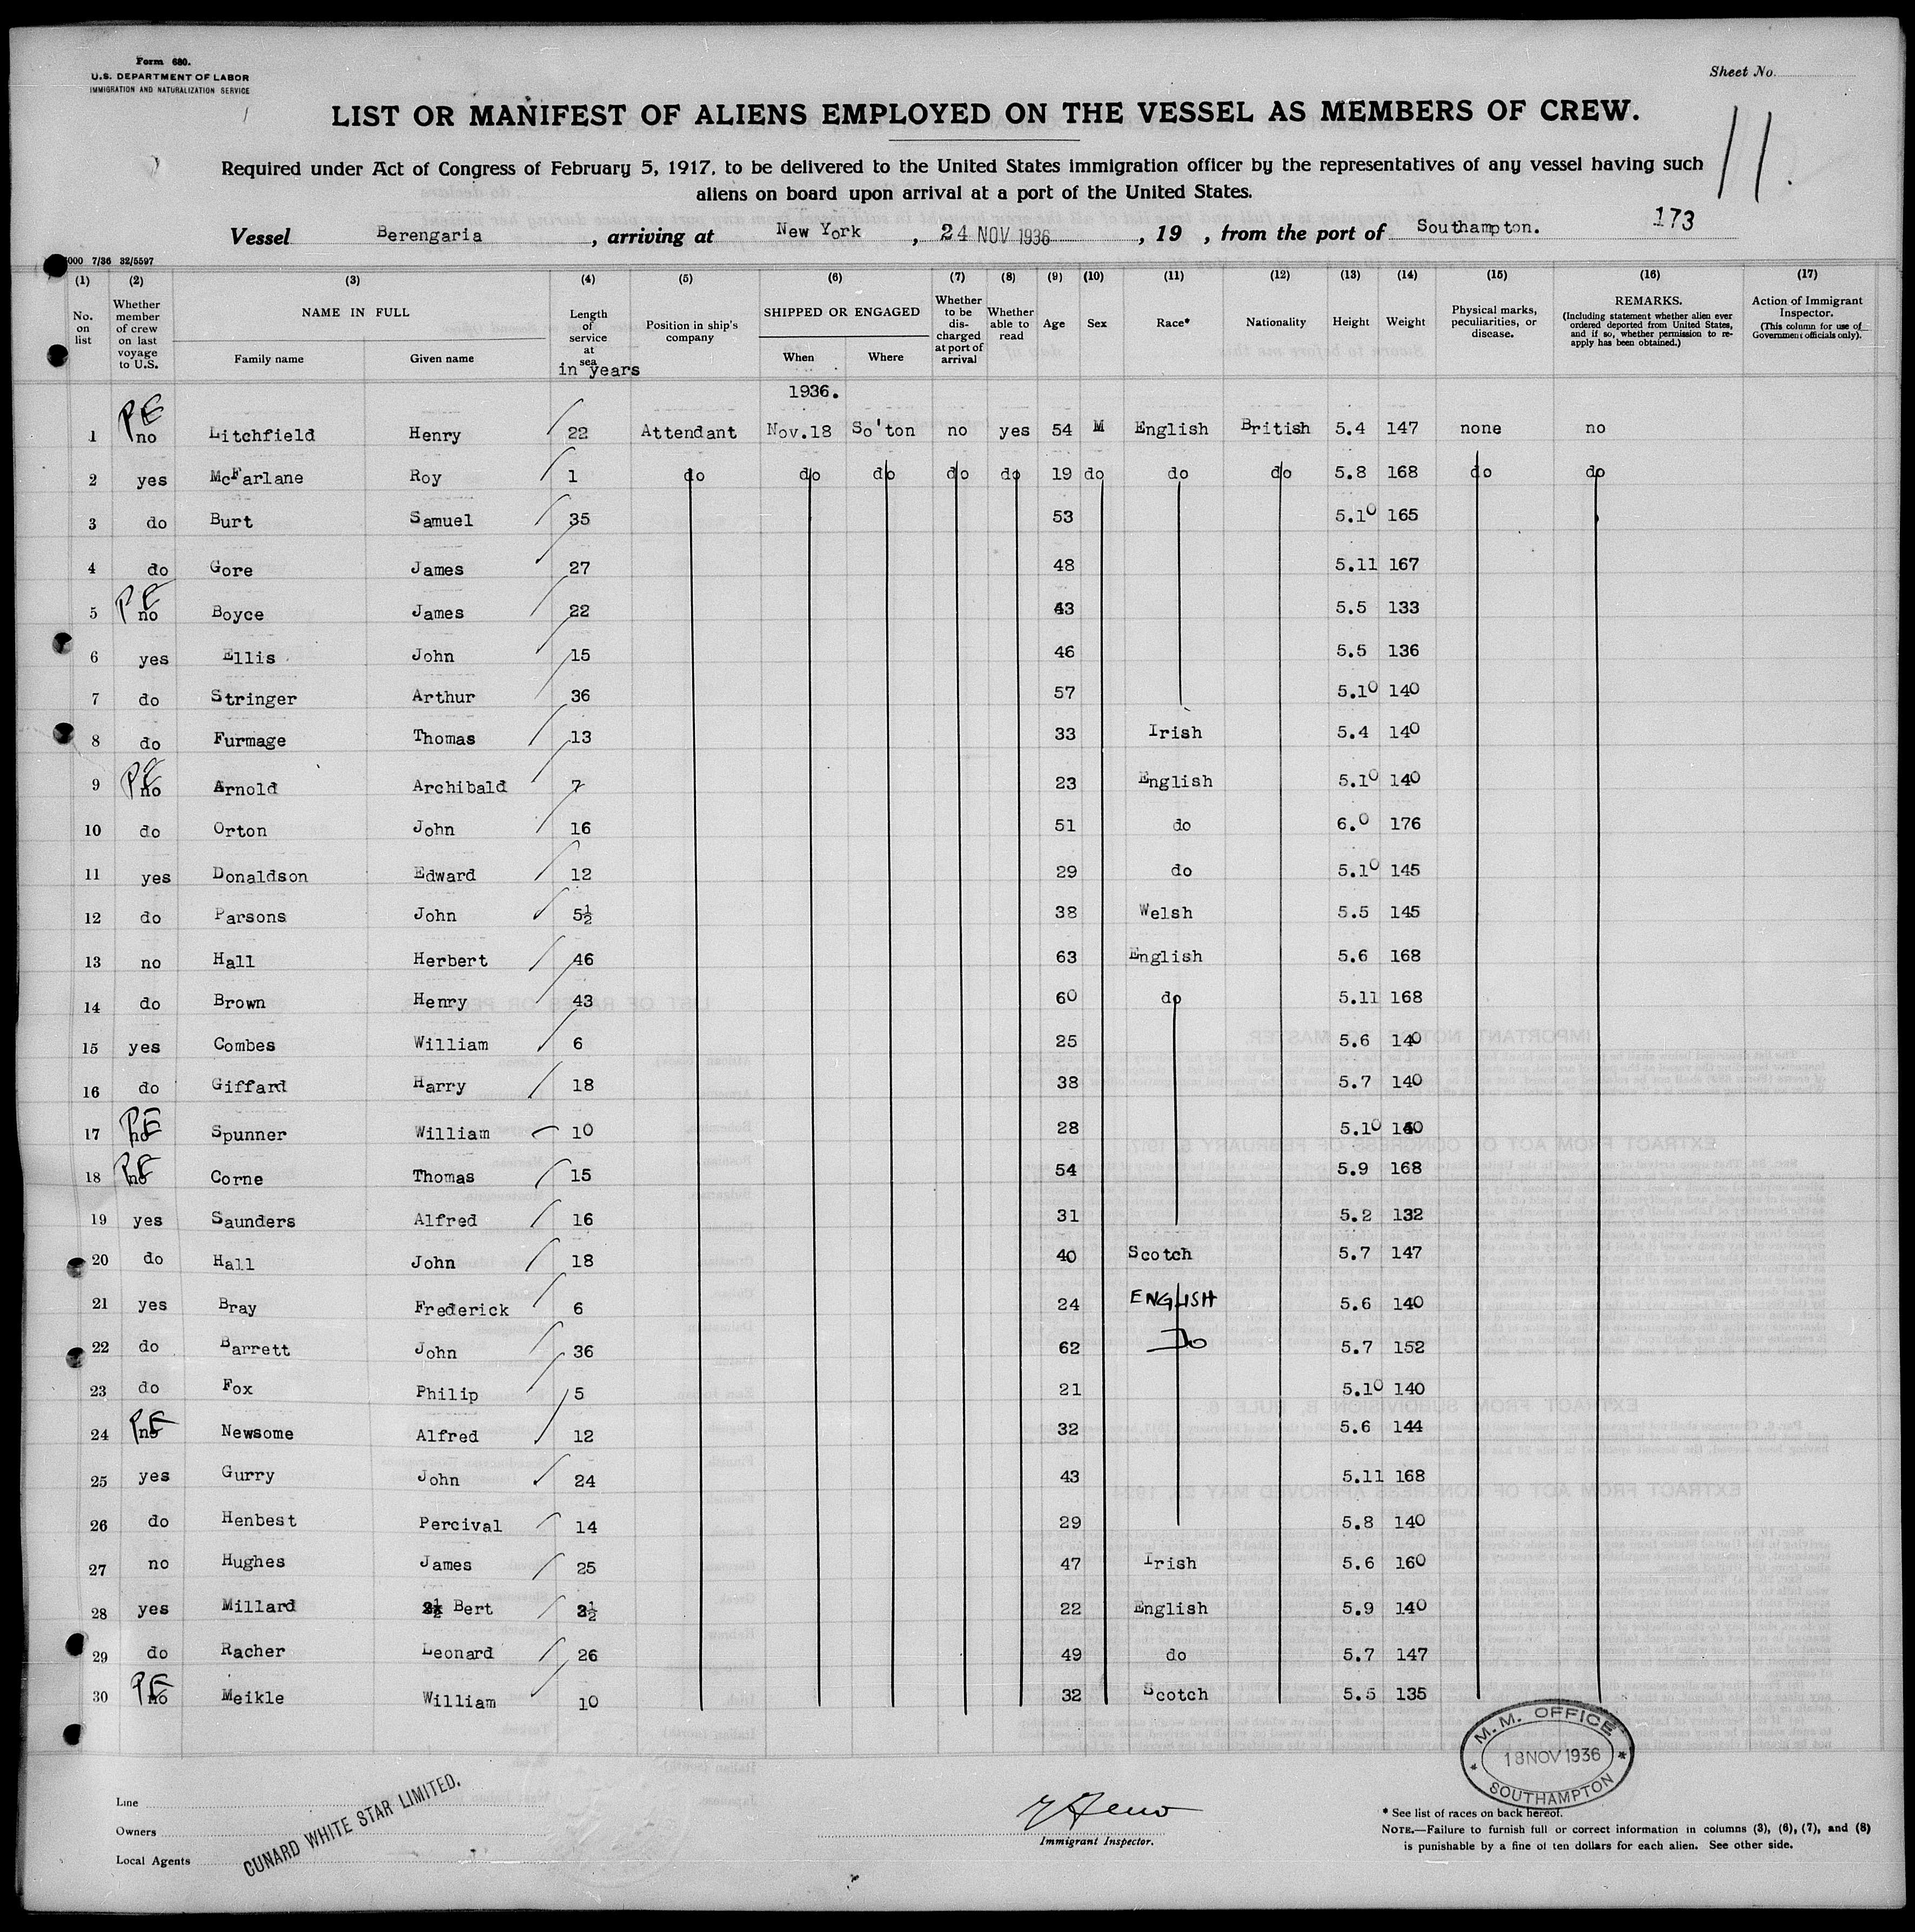 Form 680.
U.S. DEPARTMENT OF LABOR
IMMIGRATION AND NATURALIZATION SERVICE
Sheet No.
LIST OR MANIFEST OF ALIENS EMPLOYED ON THE VESSEL AS MEMBERS OF CREW.
11.
Required under Act of Congress of February 5, 1917, to be delivered to the United States immigration officer by the representatives of any vessel having such
aliens on board upon arrival at a port of the United States.
173
Vessel Berengaria, arriving at New York, 24 NOV 1936, 19 , from the port of Southampton.
000 7/36 32/5597
(1) (2) (3) (4) (5) (6) (7) (8) (9) (10) (11) (12) (13) (14) (15) (16) (17)
No. on list
Whether member of crew on last voyage to U.S.
NAME IN FULL
Family name Given name
Length of service at sea in years
Position in ship's company
SHIPPED OR ENGAGED
When Where
Whether to be discharged at port of arrival
Whether able to read
Age Sex Race* Nationality Height Weight
Physical marks, peculiarities, or disease.
REMARKS.
(Including statement whether alien ever ordered deported from United States, and if so, whether permission to re-apply has been obtained.)
Action of Immigrant Inspector.
(This column for use of Government officials only).
1936.
1 PE no Litchfield Henry 22 Attendant Nov.18 So'ton no yes 54 M English British 5.4 147 none no
2 yes McFarlane Roy 1 do do do do do 19 do do do 5.8 168 do do
3 do Burt Samuel 35 53 5.10 165
4 do Gore James 27 48 5.11 167
5 PE no Boyce James 22 43 5.5 133
6 yes Ellis John 15 46 5.5 136
7 do Stringer Arthur 36 57 5.10 140
8 do Furmage Thomas 13 33 Irish 5.4 140
9 PE no Arnold Archibald 7 23 English 5.10 140
10 do Orton John 16 51 do 6.0 176
11 yes Donaldson Edward 12 29 do 5.10 145
12 do Parsons John 5½ 38 Welsh 5.5 145
13 no Hall Herbert 46 63 English 5.6 168
14 do Brown Henry 43 60 do 5.11 168
15 yes Combes William 6 25 5.6 140
16 do Giffard Harry 18 38 5.7 140
17 PE no Spunner William 10 28 5.10 140
18 PE no Corne Thomas 15 54 5.9 168
19 yes Saunders Alfred 16 31 5.2 132
20 do Hall John 18 40 Scotch 5.7 147
21 yes Bray Frederick 6 24 ENGLISH 5.6 140
22 do Barrett John 36 62 Do 5.7 152
23 do Fox Philip 5 21 5.10 140
24 PE no Newsome Alfred 12 32 5.6 144
25 yes Gurry John 24 43 5.11 168
26 do Henbest Percival 14 29 5.8 140
27 no Hughes James 25 47 Irish 5.6 160
28 yes Millard Bert 3½ 22 English 5.9 140
29 do Racher Leonard 26 49 do 5.7 147
30 PE no Meikle William 10 32 Scotch 5.5 135
M. M. OFFICE
18 NOV 1936
SOUTHAMPTON
Line
Owners
Local Agents
CUNARD WHITE STAR LIMITED.
Immigrant Inspector.
* See list of races on back hereof.
NOTE.—Failure to furnish full or correct information in columns (3), (6), (7), and (8)
is punishable by a fine of ten dollars for each alien. See other side.